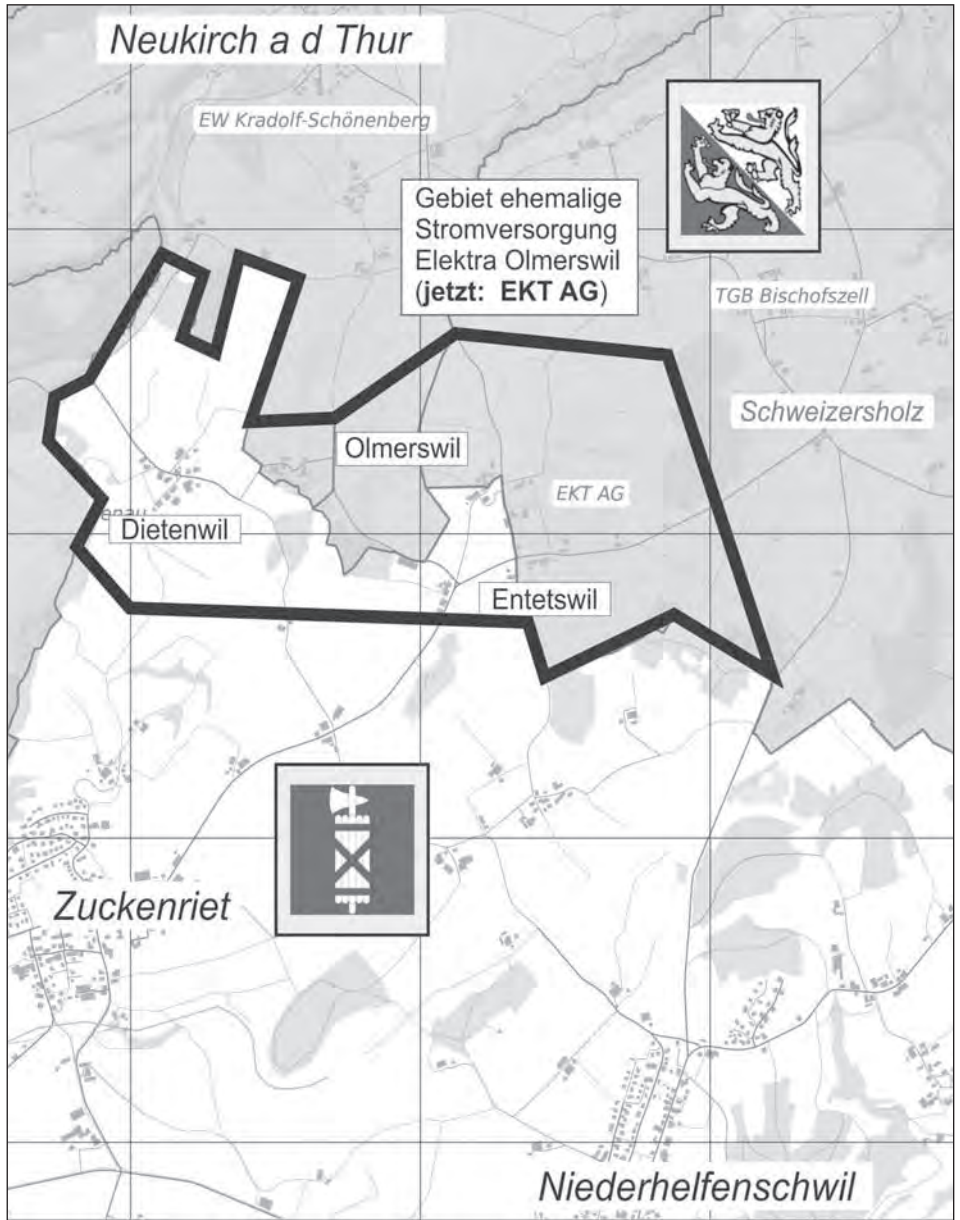 Neukirch a d Thur
EW Kradolf-Schönenberg
Gebiet ehemalige
Stromversorgung
Elektra Olmerswil
(jetzt: EKT AG)
TGB Bischofszell
Schweizersholz
Olmerswil
EKT AG
Dietenwil
Entetswil
Zuckenriet
Niederhelfenschwil